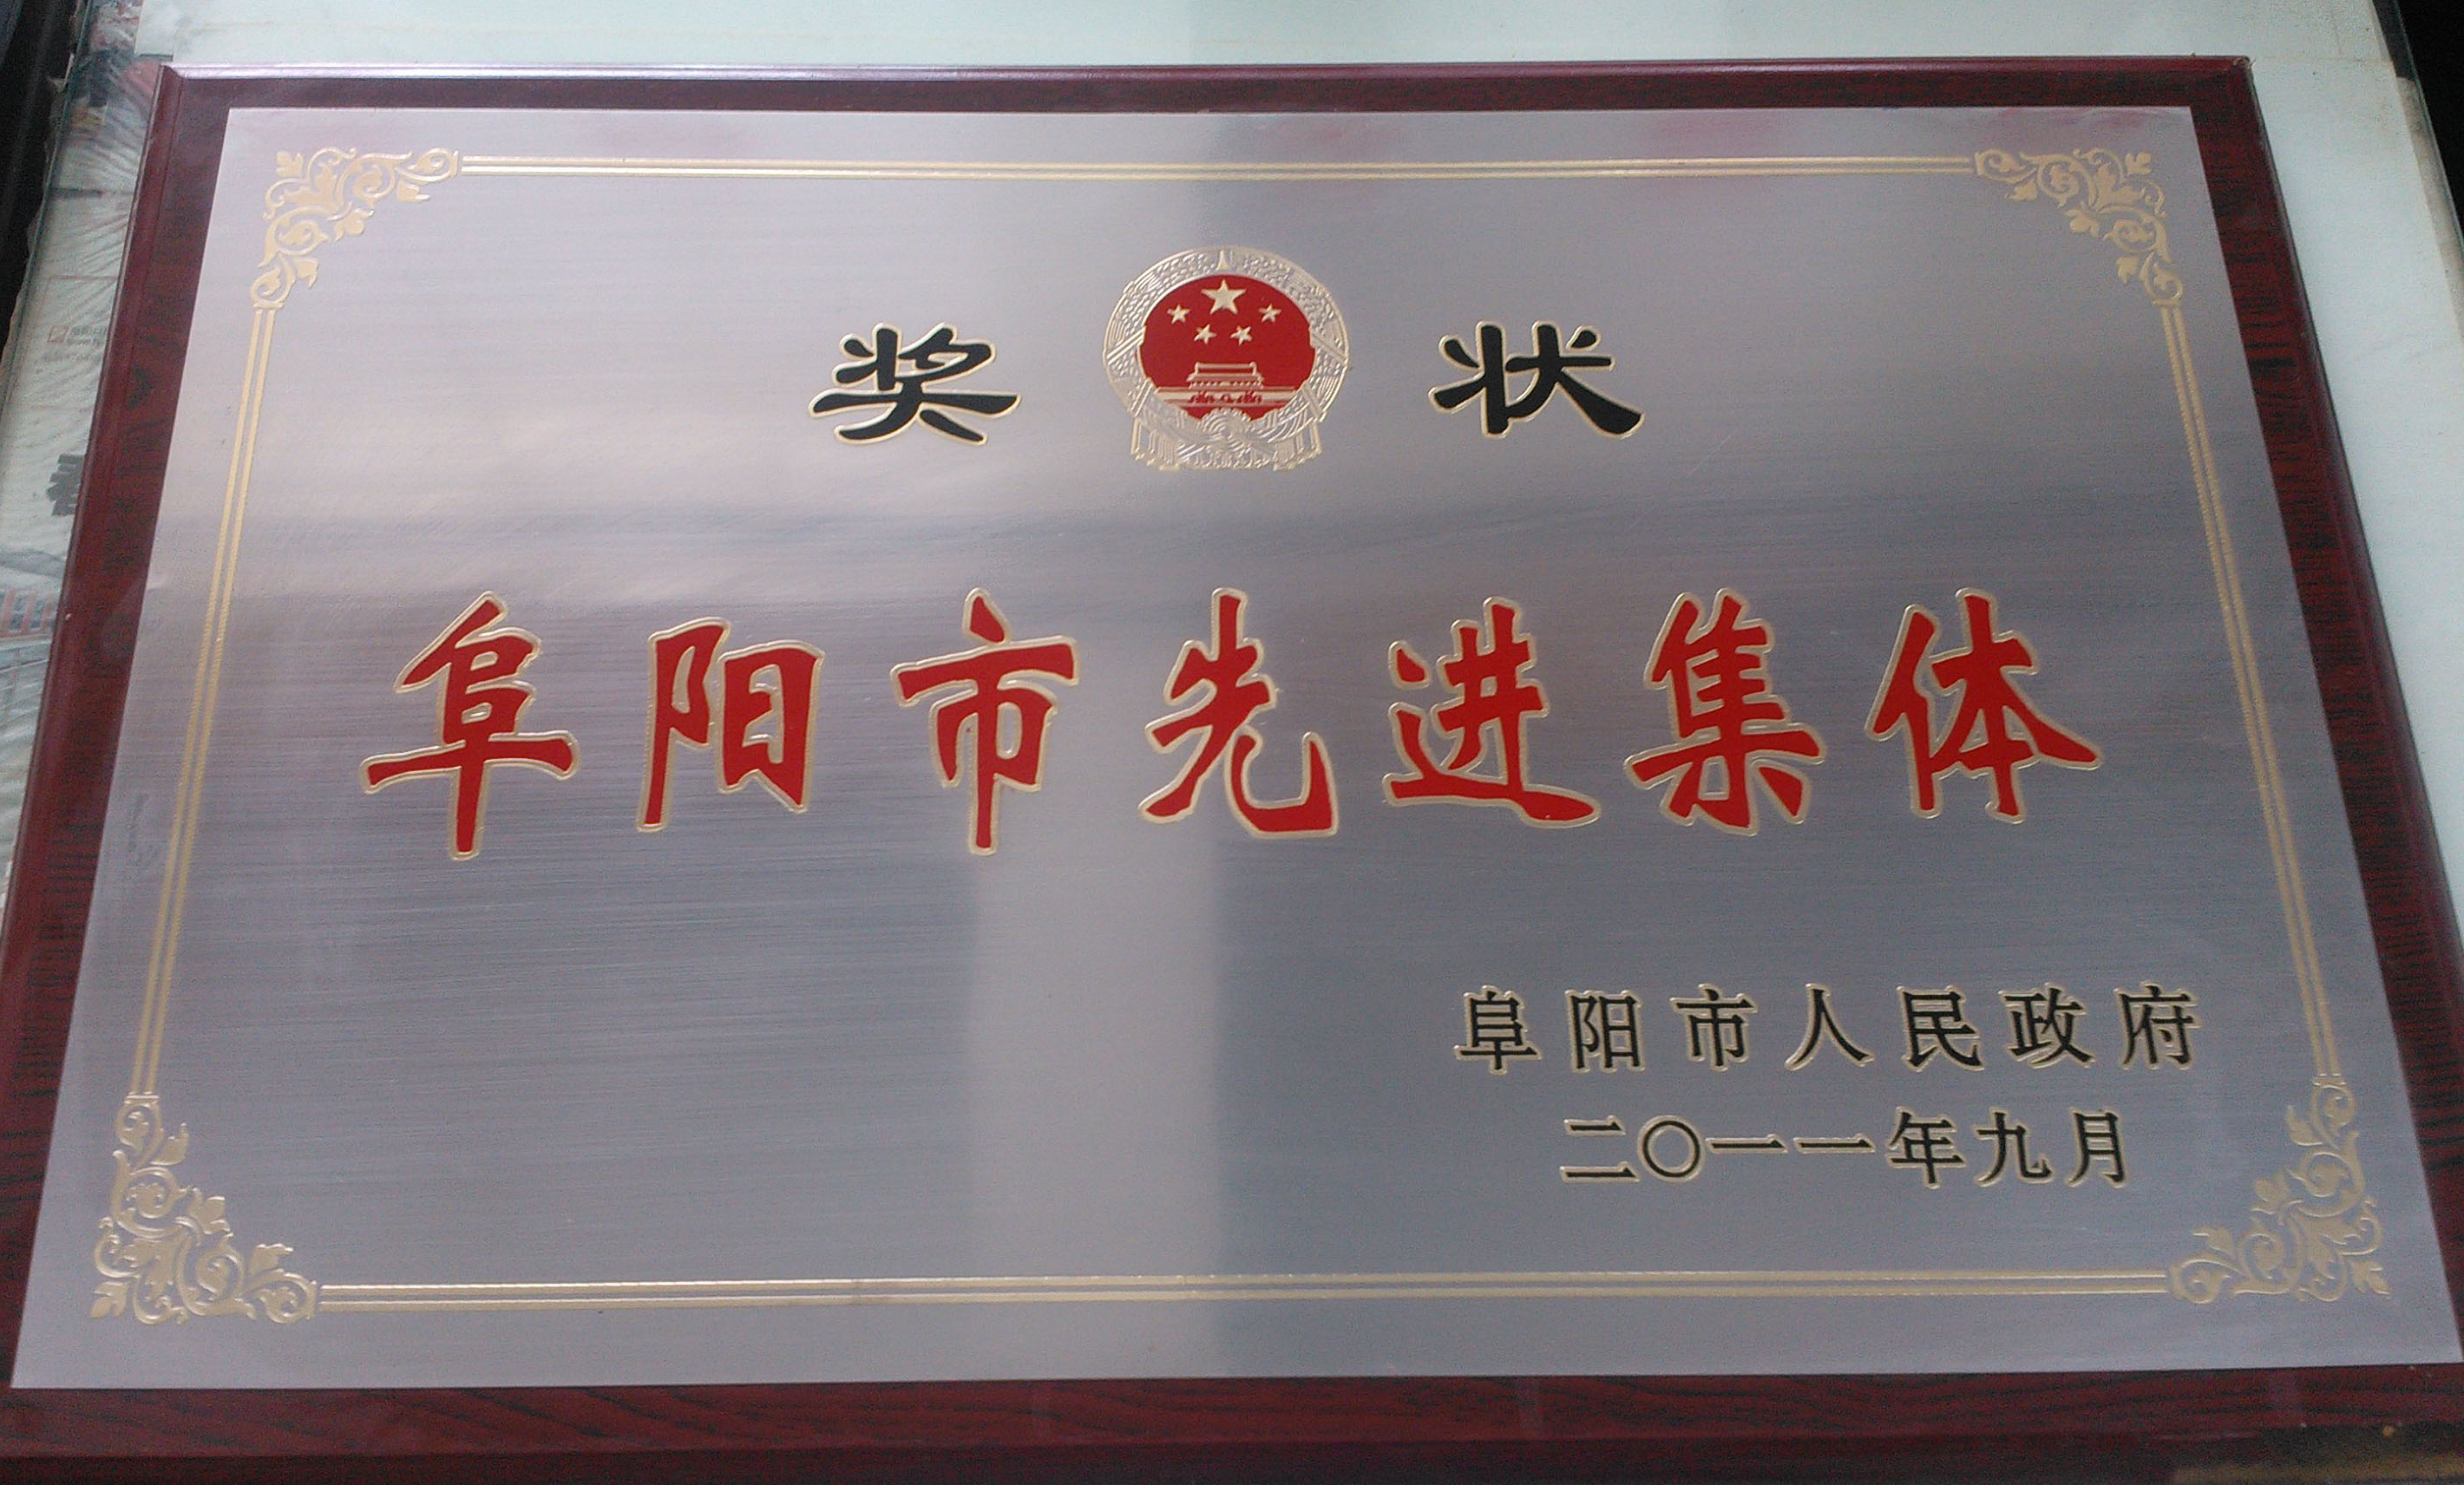 奖 状
阜阳市先进集体
阜阳市人民政府
二〇一一年九月